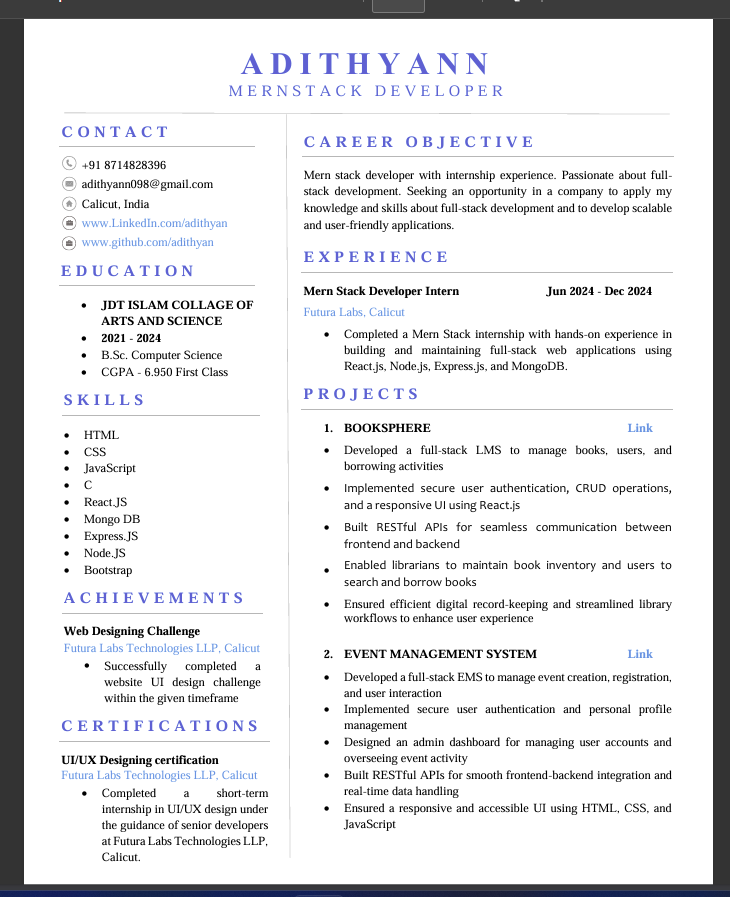 ADITHYANN
MERNSTACK DEVELOPER
CONTACT
+91 8714828396
adithyann098@gmail.com
Calicut, India
www.LinkedIn.com/adithyan
www.github.com/adithyan
EDUCATION
• JDT ISLAM COLLAGE OF
ARTS AND SCIENCE
• 2021 - 2024
• B.Sc. Computer Science
• CGPA - 6.950 First Class
SKILLS
• HTML
• CSS
• JavaScript
• C
• React.JS
• Mongo DB
• Express.JS
• Node.JS
• Bootstrap
ACHIEVEMENTS
Web Designing Challenge
Futura Labs Technologies LLP, Calicut
• Successfully completed a
website UI design challenge
within the given timeframe
CERTIFICATIONS
UI/UX Designing certification
Futura Labs Technologies LLP, Calicut
• Completed a short-term
internship in UI/UX design under
the guidance of senior developers
at Futura Labs Technologies LLP,
Calicut.
CAREER OBJECTIVE
Mern stack developer with internship experience. Passionate about full-
stack development. Seeking an opportunity in a company to apply my
knowledge and skills about full-stack development and to develop scalable
and user-friendly applications.
EXPERIENCE
Mern Stack Developer Intern Jun 2024 - Dec 2024
Futura Labs, Calicut
• Completed a Mern Stack internship with hands-on experience in
building and maintaining full-stack web applications using
React.js, Node.js, Express.js, and MongoDB.
PROJECTS
1. BOOKSPHERE Link
• Developed a full-stack LMS to manage books, users, and
borrowing activities
• Implemented secure user authentication, CRUD operations,
and a responsive UI using React.js
• Built RESTful APIs for seamless communication between
frontend and backend
• Enabled librarians to maintain book inventory and users to
search and borrow books
• Ensured efficient digital record-keeping and streamlined library
workflows to enhance user experience
2. EVENT MANAGEMENT SYSTEM Link
• Developed a full-stack EMS to manage event creation, registration,
and user interaction
• Implemented secure user authentication and personal profile
management
• Designed an admin dashboard for managing user accounts and
overseeing event activity
• Built RESTful APIs for smooth frontend-backend integration and
real-time data handling
• Ensured a responsive and accessible UI using HTML, CSS, and
JavaScript